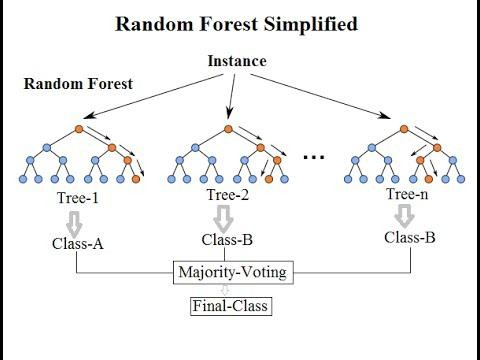 Random Forest Simplified
Instance
Random Forest
...
Tree-1
Tree-2
Tree-n
Class-A
Class-B
Class-B
Majority-Voting
Final-Class